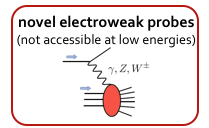 novel electroweak probes
(not accessible at low energies)
γ, Z, W±